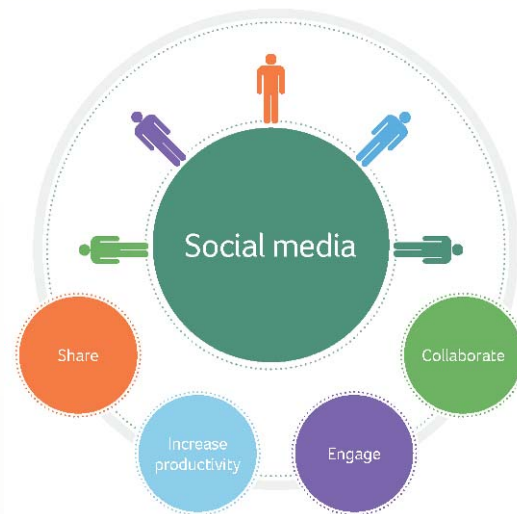 Social media
Share
Collaborate
Increase
productivity
Engage